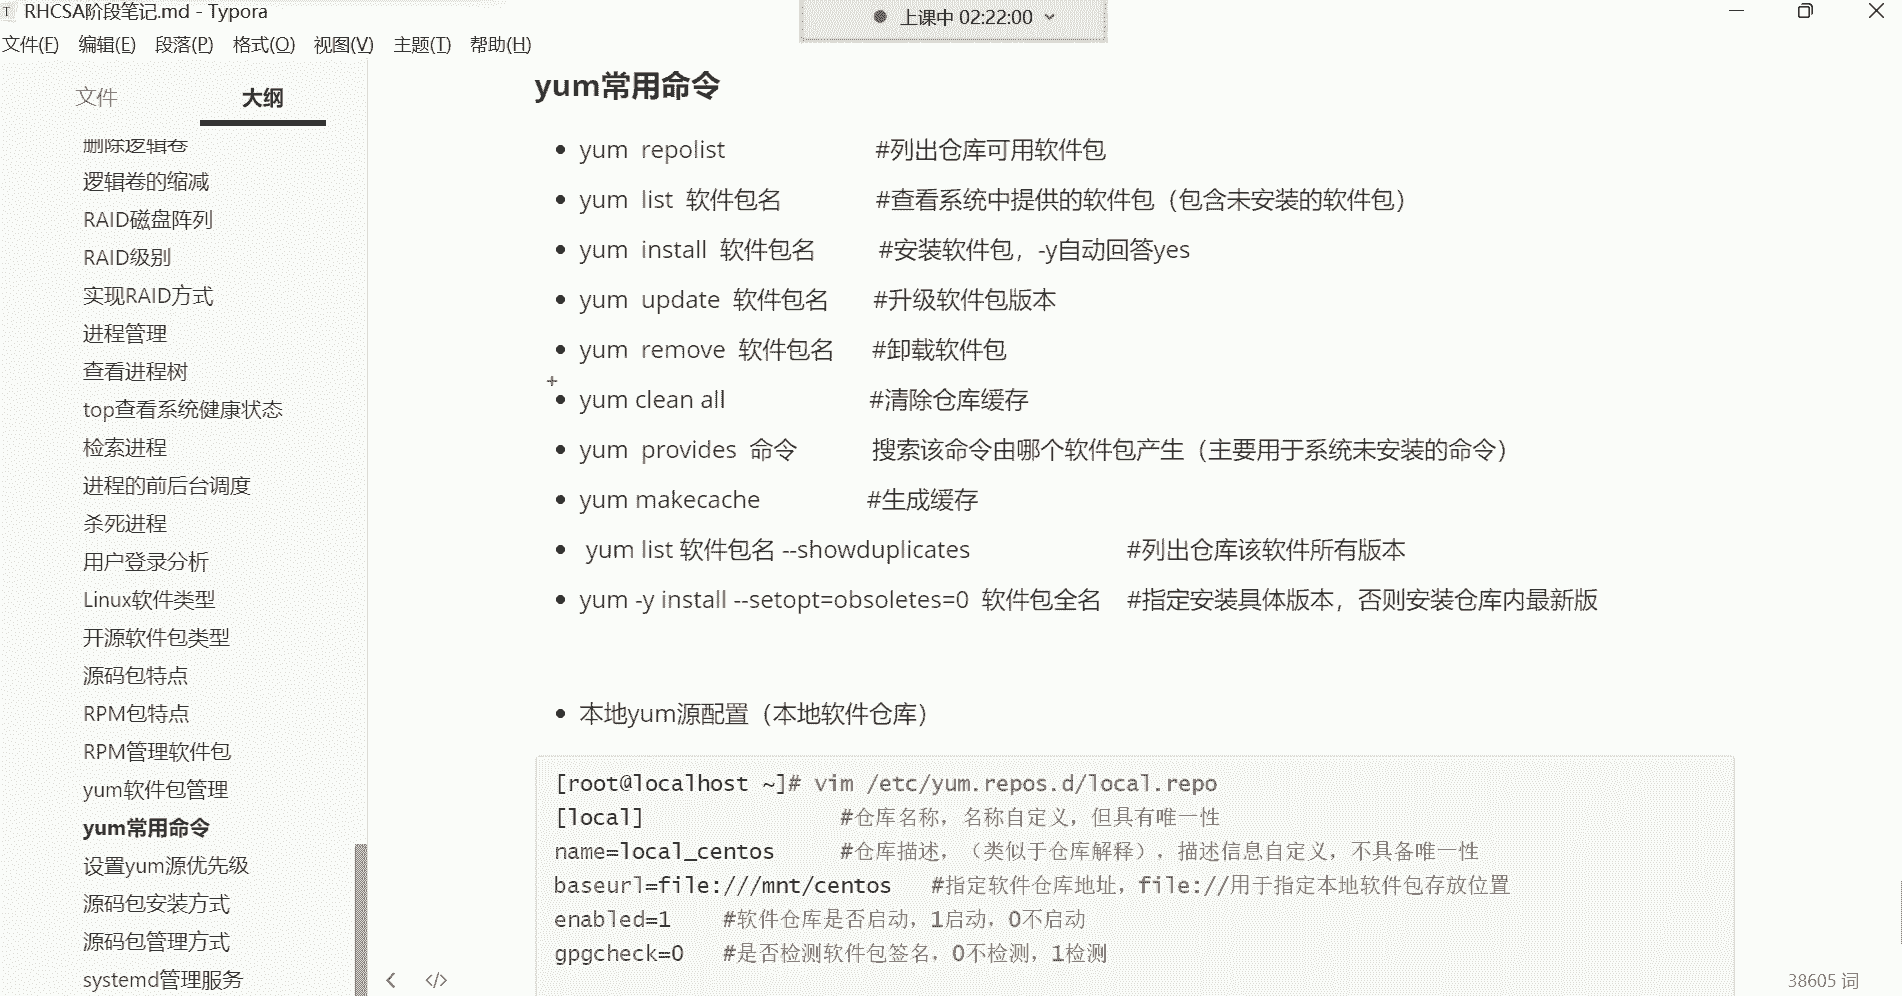 RHCSA阶段笔记.md - Typora
上课中 02:22:00
文件(F) 编辑(E) 段落(P) 格式(O) 视图(V) 主题(T) 帮助(H)
文件 大纲
删除逻辑卷
逻辑卷的缩减
RAID磁盘阵列
RAID级别
实现RAID方式
进程管理
查看进程树
top查看系统健康状态
检索进程
进程的前后台调度
杀死进程
用户登录分析
Linux软件类型
开源软件包类型
源码包特点
RPM包特点
RPM管理软件包
yum软件包管理
yum常用命令
设置yum源优先级
源码包安装方式
源码包管理方式
systemd管理服务
yum常用命令
yum repolist #列出仓库可用软件包
yum list 软件包名 #查看系统中提供的软件包（包含未安装的软件包）
yum install 软件包名 #安装软件包，-y自动回答yes
yum update 软件包名 #升级软件包版本
yum remove 软件包名 #卸载软件包
yum clean all #清除仓库缓存
yum provides 命令 搜索该命令由哪个软件包产生（主要用于系统未安装的命令）
yum makecache #生成缓存
yum list 软件包名 --showduplicates #列出仓库该软件所有版本
yum -y install --setopt=obsoletes=0 软件包全名 #指定安装具体版本，否则安装仓库内最新版
本地yum源配置（本地软件仓库）
[root@localhost ~]# vim /etc/yum.repos.d/local.repo
[local] #仓库名称，名称自定义，但具有唯一性
name=local_centos #仓库描述，（类似于仓库解释），描述信息自定义，不具备唯一性
baseurl=file:///mnt/centos #指定软件仓库地址，file://用于指定本地软件包存放位置
enabled=1 #软件仓库是否启动，1启动，0不启动
gpgcheck=0 #是否检测软件包签名，0不检测，1检测
38605 词